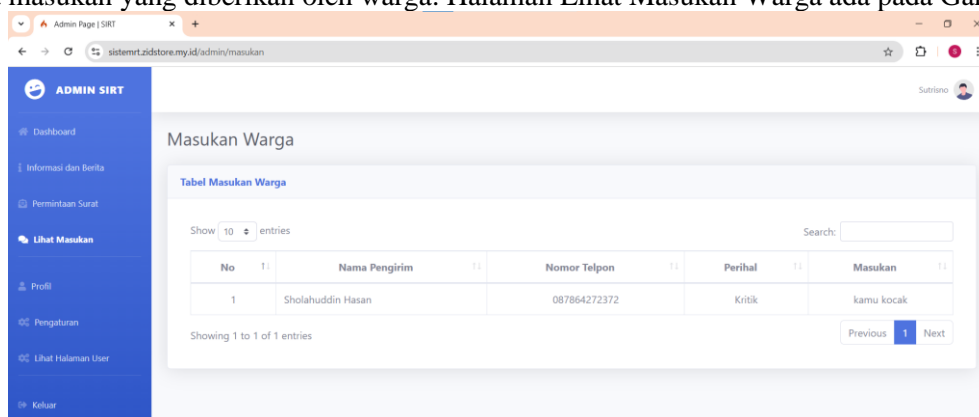 masukan yang diberikan oleh warga. Halaman Lihat Masukan Warga ada pada
Admin Page | SIRT
sistemrt.zidstore.my.id/admin/masukan
S
ADMIN SIRT
Sutrisno
Dashboard
Informasi dan Berita
Permintaan Surat
Lihat Masukan
Profil
Pengaturan
Lihat Halaman User
Keluar
Masukan Warga
Tabel Masukan Warga
Show 10 entries
Search:
No Nama Pengirim Nomor Telpon Perihal Masukan
1 Sholahuddin Hasan 087864272372 Kritik kamu kocak
Showing 1 to 1 of 1 entries
Previous 1 Next